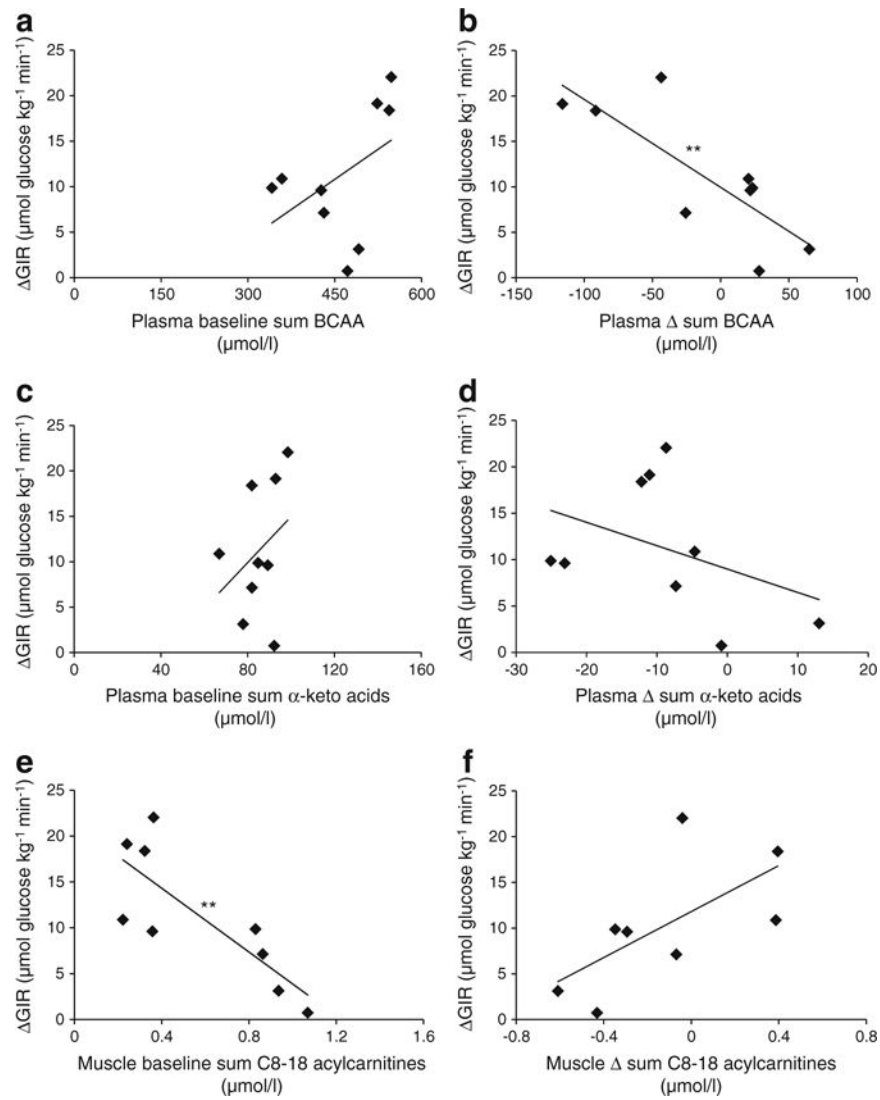 a
ΔGIR (µmol glucose kg⁻¹ min⁻¹)
25
20
15
10
5
0
0 150 300 450 600
Plasma baseline sum BCAA
(µmol/l)
b
ΔGIR (µmol glucose kg⁻¹ min⁻¹)
25
20
15
10
5
0
**
-150 -100 -50 0 50 100
Plasma Δ sum BCAA
(µmol/l)
c
ΔGIR (µmol glucose kg⁻¹ min⁻¹)
25
20
15
10
5
0
0 40 80 120 160
Plasma baseline sum α-keto acids
(µmol/l)
d
ΔGIR (µmol glucose kg⁻¹ min⁻¹)
25
20
15
10
5
0
-30 -20 -10 0 10 20
Plasma Δ sum α-keto acids
(µmol/l)
e
ΔGIR (µmol glucose kg⁻¹ min⁻¹)
25
20
15
10
5
0
**
0 0.4 0.8 1.2 1.6
Muscle baseline sum C8-18 acylcarnitines
(µmol/l)
f
ΔGIR (µmol glucose kg⁻¹ min⁻¹)
25
20
15
10
5
0
-0.8 -0.4 0 0.4 0.8
Muscle Δ sum C8-18 acylcarnitines
(µmol/l)